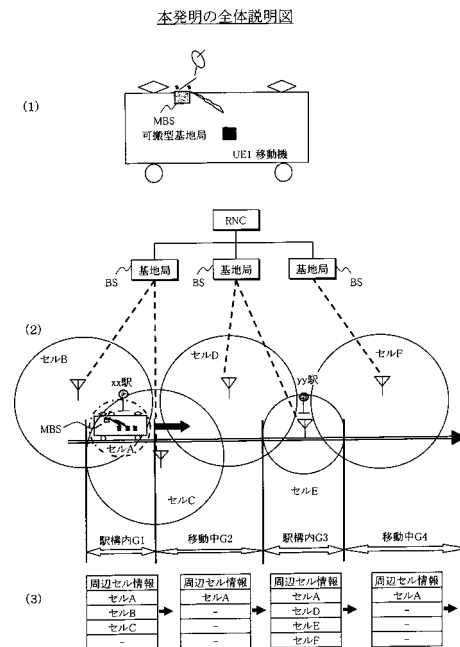 本発明の全体説明図
(1)
MBS
可搬型基地局
UE1 移動機
RNC
基地局
基地局
基地局
BS
BS
BS
(2)
セルB
セルD
セルF
xx駅
yy駅
MBS
セルA
セルC
セルE
駅構内G1
移動中G2
駅構内G3
移動中G4
(3)
周辺セル情報
セルA
セルB
セルC
-
周辺セル情報
セルA
-
-
-
周辺セル情報
セルA
セルD
セルE
セルF
周辺セル情報
セルA
-
-
-